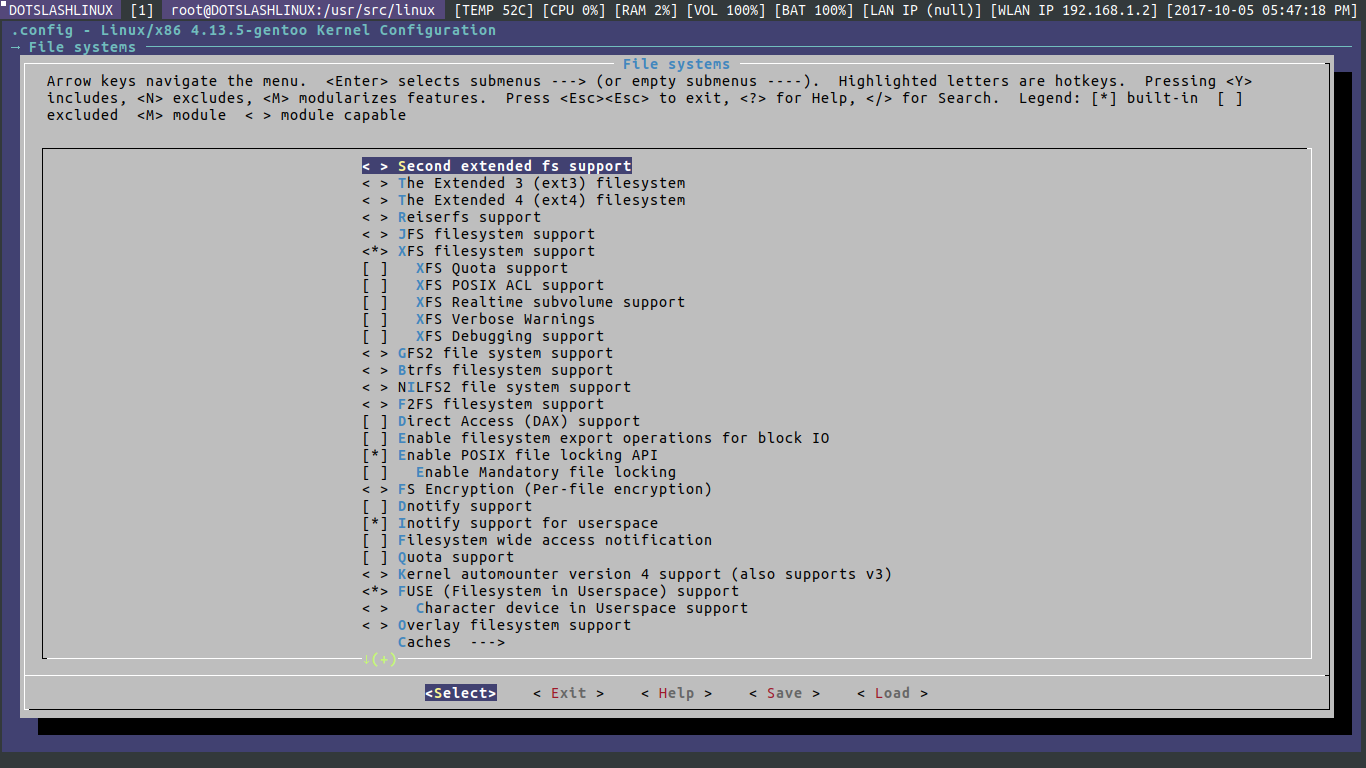 DOTSLASHLINUX [1] root@DOTSLASHLINUX:/usr/src/linux [TEMP 52C] [CPU 0%] [RAM 2%] [VOL 100%] [BAT 100%] [LAN IP (null)] [WLAN IP 192.168.1.2] [2017-10-05 05:47:18 PM]
.config - Linux/x86 4.13.5-gentoo Kernel Configuration
→ File systems
File systems
Arrow keys navigate the menu.  <Enter> selects submenus ---> (or empty submenus ----).  Highlighted letters are hotkeys.  Pressing <Y>
includes, <N> excludes, <M> modularizes features.  Press <Esc><Esc> to exit, <?> for Help, </> for Search.  Legend: [*] built-in  [ ]
excluded  <M> module  < > module capable
< > Second extended fs support
< > The Extended 3 (ext3) filesystem
< > The Extended 4 (ext4) filesystem
< > Reiserfs support
< > JFS filesystem support
<*> XFS filesystem support
[ ]   XFS Quota support
[ ]   XFS POSIX ACL support
[ ]   XFS Realtime subvolume support
[ ]   XFS Verbose Warnings
[ ]   XFS Debugging support
< > GFS2 file system support
< > Btrfs filesystem support
< > NILFS2 file system support
< > F2FS filesystem support
[ ] Direct Access (DAX) support
[ ] Enable filesystem export operations for block IO
[*] Enable POSIX file locking API
[ ]   Enable Mandatory file locking
< > FS Encryption (Per-file encryption)
[ ] Dnotify support
[*] Inotify support for userspace
[ ] Filesystem wide access notification
[ ] Quota support
< > Kernel automounter version 4 support (also supports v3)
<*> FUSE (Filesystem in Userspace) support
< >   Character device in Userspace support
< > Overlay filesystem support
Caches  --->
↕(+)
<Select>    < Exit >    < Help >    < Save >    < Load >